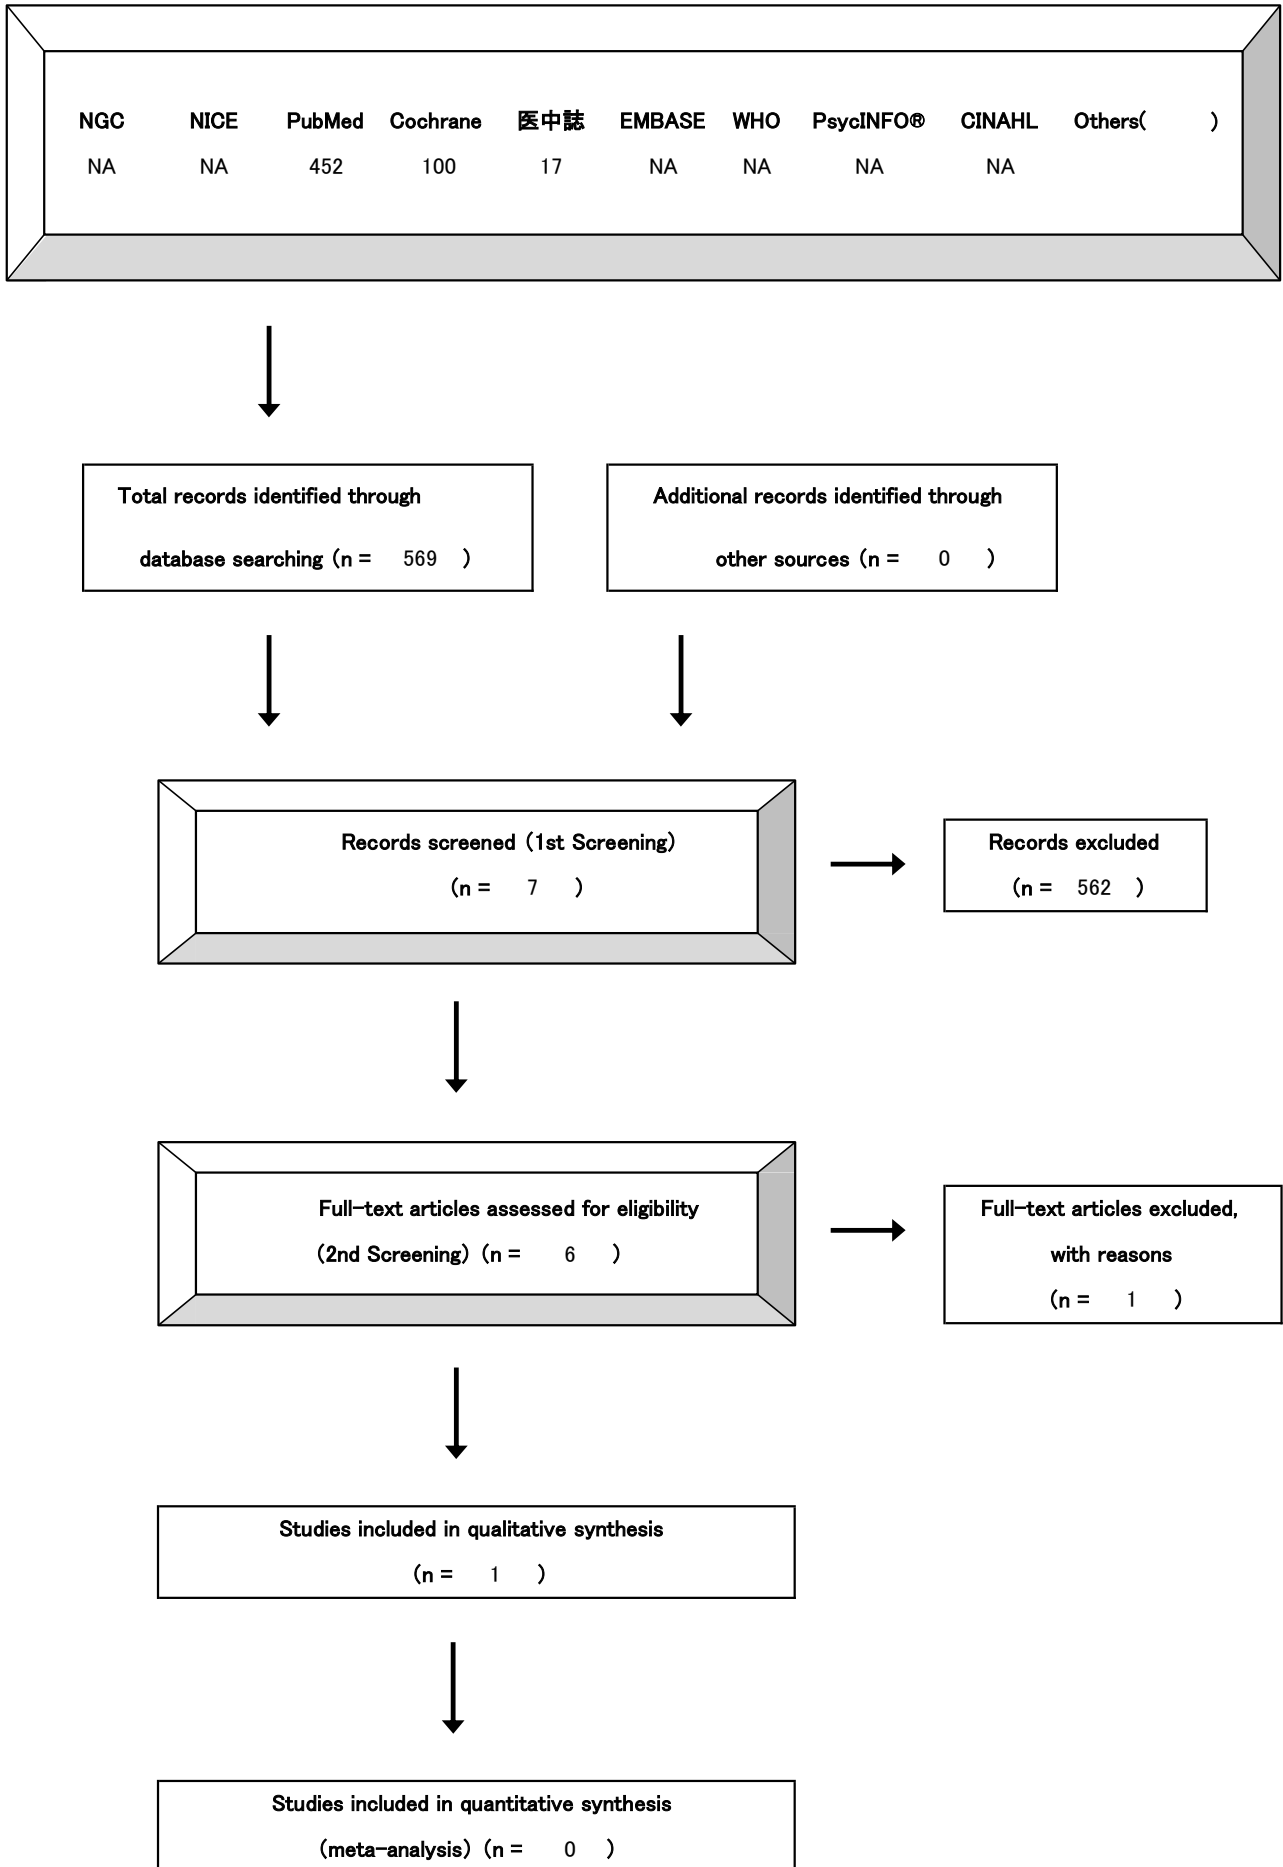 NGC NICE PubMed Cochrane 医中誌 EMBASE WHO PsycINFO® CINAHL Others( )
NA NA 452 100 17 NA NA NA NA
Total records identified through
database searching (n = 569 )
Additional records identified through
other sources (n = 0 )
Records screened (1st Screening)
(n = 7 )
Records excluded
(n = 562 )
Full-text articles assessed for eligibility
(2nd Screening) (n = 6 )
Full-text articles excluded,
with reasons
(n = 1 )
Studies included in qualitative synthesis
(n = 1 )
Studies included in quantitative synthesis
(meta-analysis) (n = 0 )